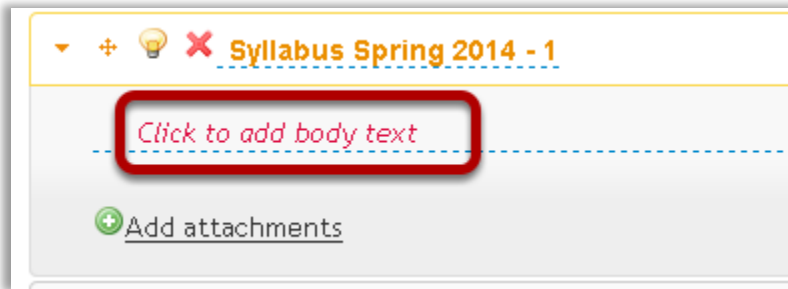 Syllabus Spring 2014 - 1
Click to add body text
Add attachments